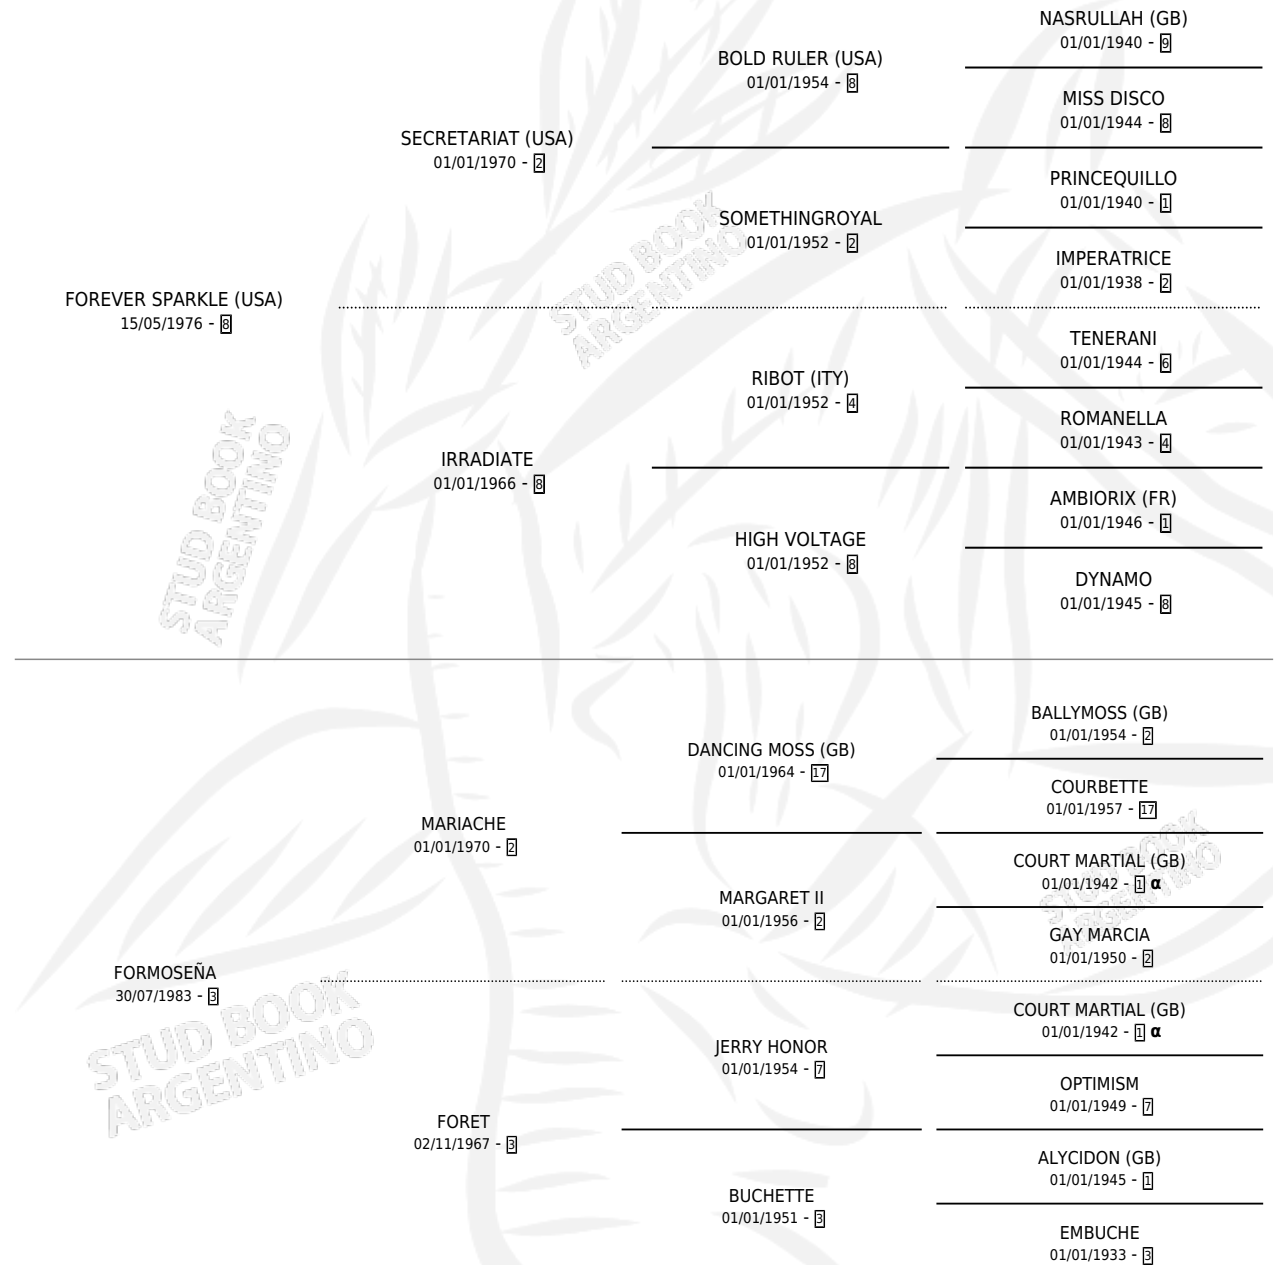 NASRULLAH (GB)
01/01/1940 - 9
BOLD RULER (USA)
01/01/1954 - 8
MISS DISCO
01/01/1944 - 8
SECRETARIAT (USA)
01/01/1970 - 2
PRINCEQUILLO
01/01/1940 - 1
SOMETHINGROYAL
01/01/1952 - 2
IMPERATRICE
01/01/1938 - 2
FOREVER SPARKLE (USA)
15/05/1976 - 8
TENERANI
01/01/1944 - 6
RIBOT (ITY)
01/01/1952 - 4
ROMANELLA
01/01/1943 - 4
IRRADIATE
01/01/1966 - 8
AMBIORIX (FR)
01/01/1946 - 1
HIGH VOLTAGE
01/01/1952 - 8
DYNAMO
01/01/1945 - 8
BALLYMOSS (GB)
01/01/1954 - 2
DANCING MOSS (GB)
01/01/1964 - 17
COURBETTE
01/01/1957 - 17
MARIACHE
01/01/1970 - 2
COURT MARTIAL (GB)
01/01/1942 - 1 α
MARGARET II
01/01/1956 - 2
GAY MARCIA
01/01/1950 - 2
FORMOSEÑA
30/07/1983 - 3
COURT MARTIAL (GB)
01/01/1942 - 1 α
JERRY HONOR
01/01/1954 - 7
OPTIMISM
01/01/1949 - 7
FORET
02/11/1967 - 3
ALYCIDON (GB)
01/01/1945 - 1
BUCHETTE
01/01/1951 - 3
EMBUCHE
01/01/1933 - 3
STUD BOOK
ARGENTINO
STUD BOOK
ARGENTINO
STUD BOOK
ARGENTINO
STUD BOOK
ARGENTINO